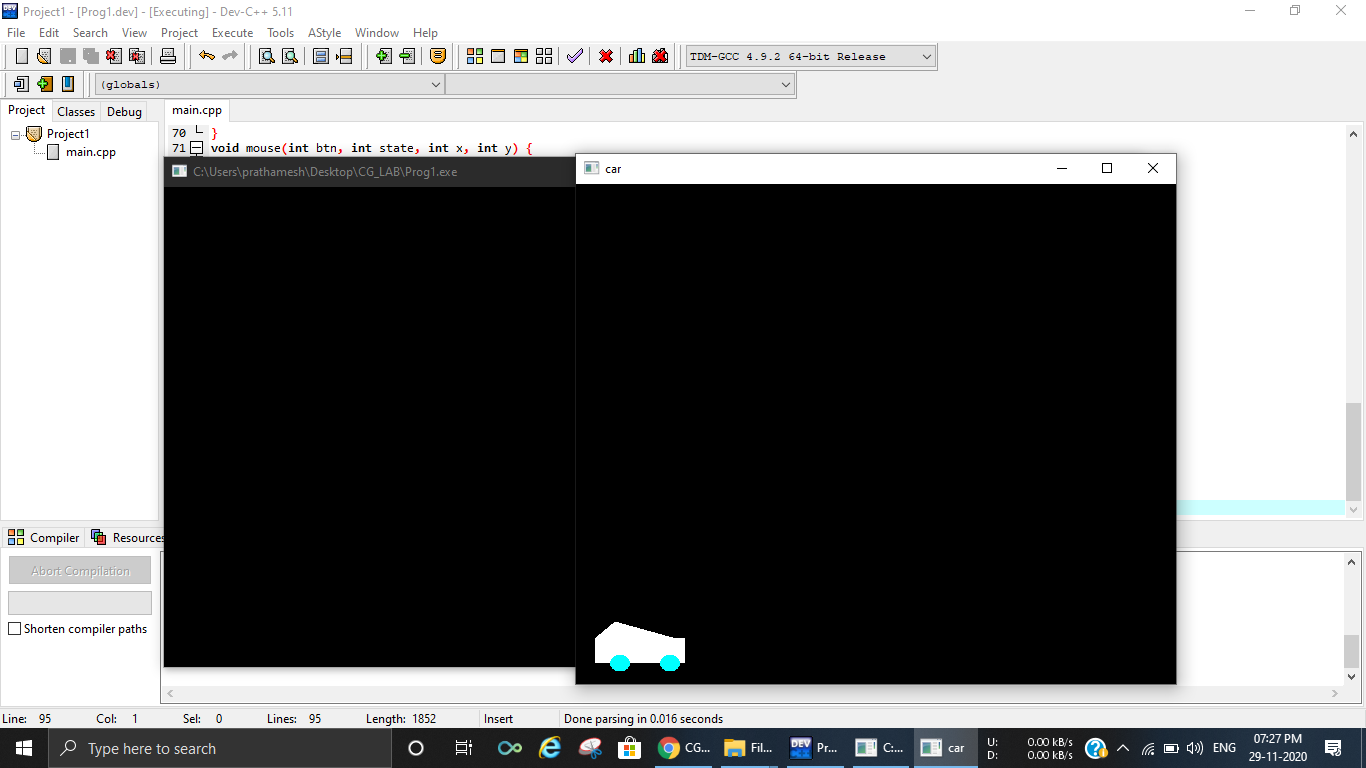 Project1 - [Prog1.dev] - [Executing] - Dev-C++ 5.11
File Edit Search View Project Execute Tools AStyle Window Help
TDM-GCC 4.9.2 64-bit Release
(globals)
Project Classes Debug
main.cpp
Project1
main.cpp
70 }
71 void mouse(int btn, int state, int x, int y) {
C:\Users\prathamesh\Desktop\CG_LAB\Prog1.exe
car
Compiler Resources
Abort Compilation
Shorten compiler paths
Line: 95 Col: 1 Sel: 0 Lines: 95 Length: 1852 Insert Done parsing in 0.016 seconds
Type here to search
CG...
Fil...
DEV
Pr...
C:...
car
U: 0.00 kB/s
D: 0.00 kB/s
ENG
07:27 PM
29-11-2020